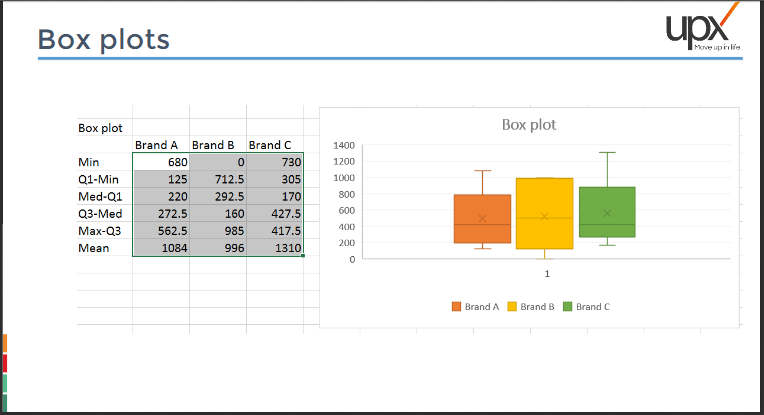 Box plots
upx
Move up in life
Box plot
Brand A Brand B Brand C
Min 680 0 730
Q1-Min 125 712.5 305
Med-Q1 220 292.5 170
Q3-Med 272.5 160 427.5
Max-Q3 562.5 985 417.5
Mean 1084 996 1310
Box plot
1400
1200
1000
800
600
400
200
0
1
Brand A Brand B Brand C